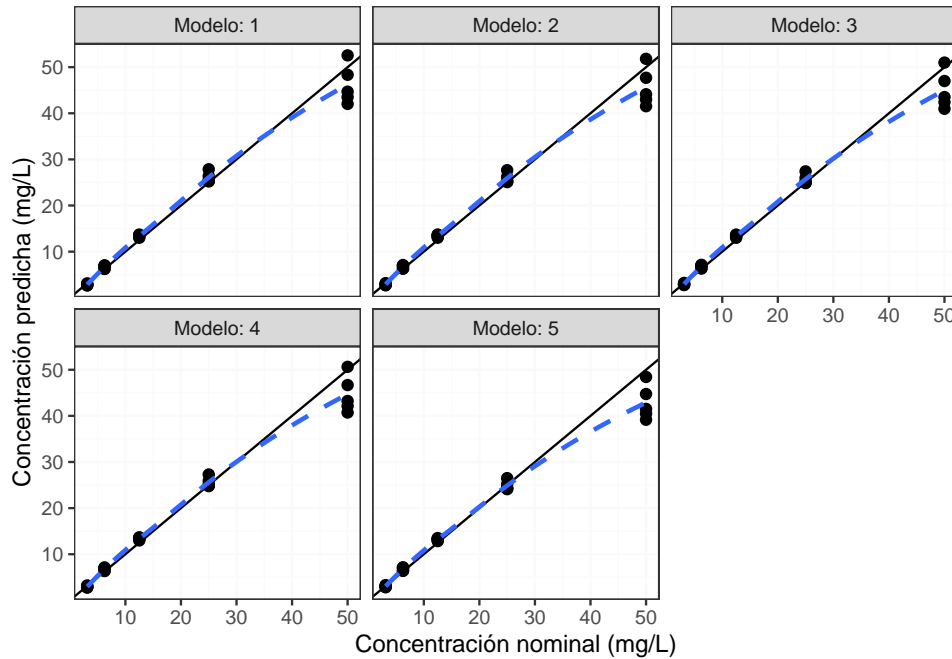 Modelo: 1
Modelo: 2
Modelo: 3
50
40
30
20
10
10 20 30 40 50
Modelo: 4
Modelo: 5
50
40
30
20
10
10 20 30 40 50
10 20 30 40 50
Concentración nominal (mg/L)
Concentración predicha (mg/L)